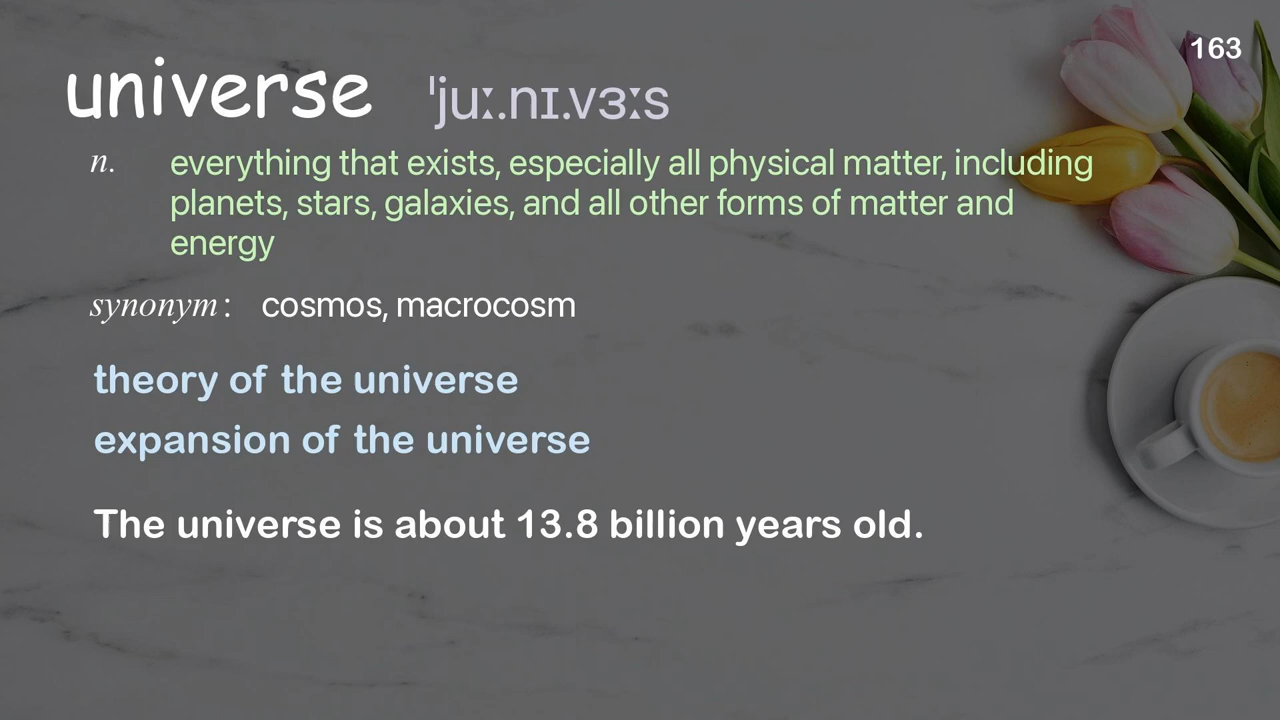 163
universe ˈjuː.nɪ.vɜːs
n. everything that exists, especially all physical matter, including
planets, stars, galaxies, and all other forms of matter and
energy
synonym: cosmos, macrocosm
theory of the universe
expansion of the universe
The universe is about 13.8 billion years old.